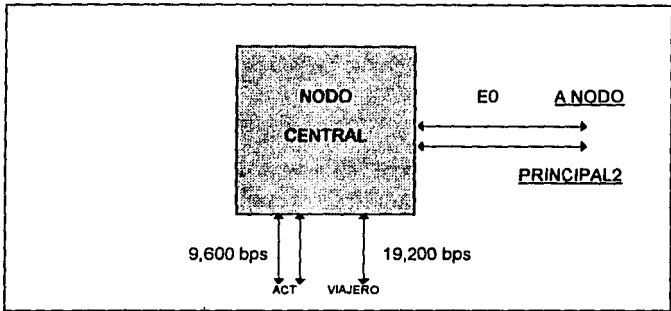 NODO
CENTRAL
E0 A NODO
PRINCIPAL2
9,600 bps 19,200 bps
ACT VIAJERO